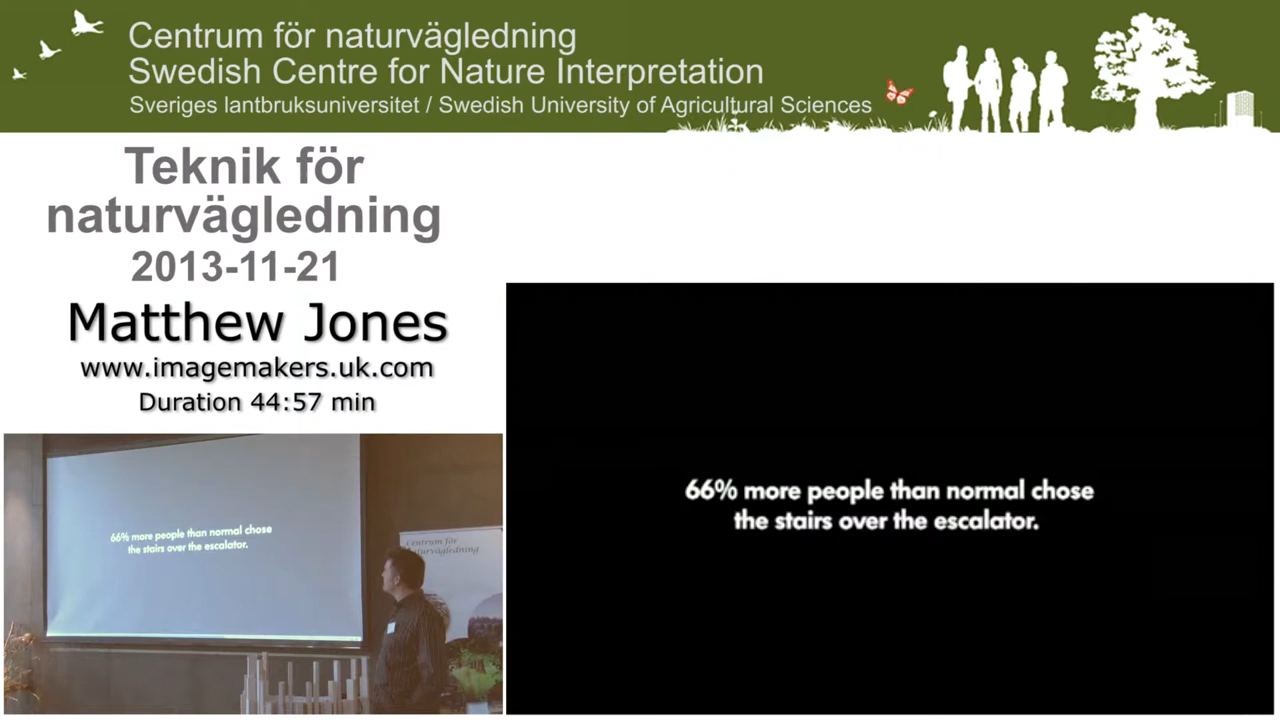 Centrum för naturvägledning
Swedish Centre for Nature Interpretation
Sveriges lantbruksuniversitet / Swedish University of Agricultural Sciences
Teknik för
naturvägledning
2013-11-21
Matthew Jones
www.imagemakers.uk.com
Duration 44:57 min
66% more people than normal chose
the stairs over the escalator.
Centrum för
naturvägledning
66% more people than normal chose
the stairs over the escalator.